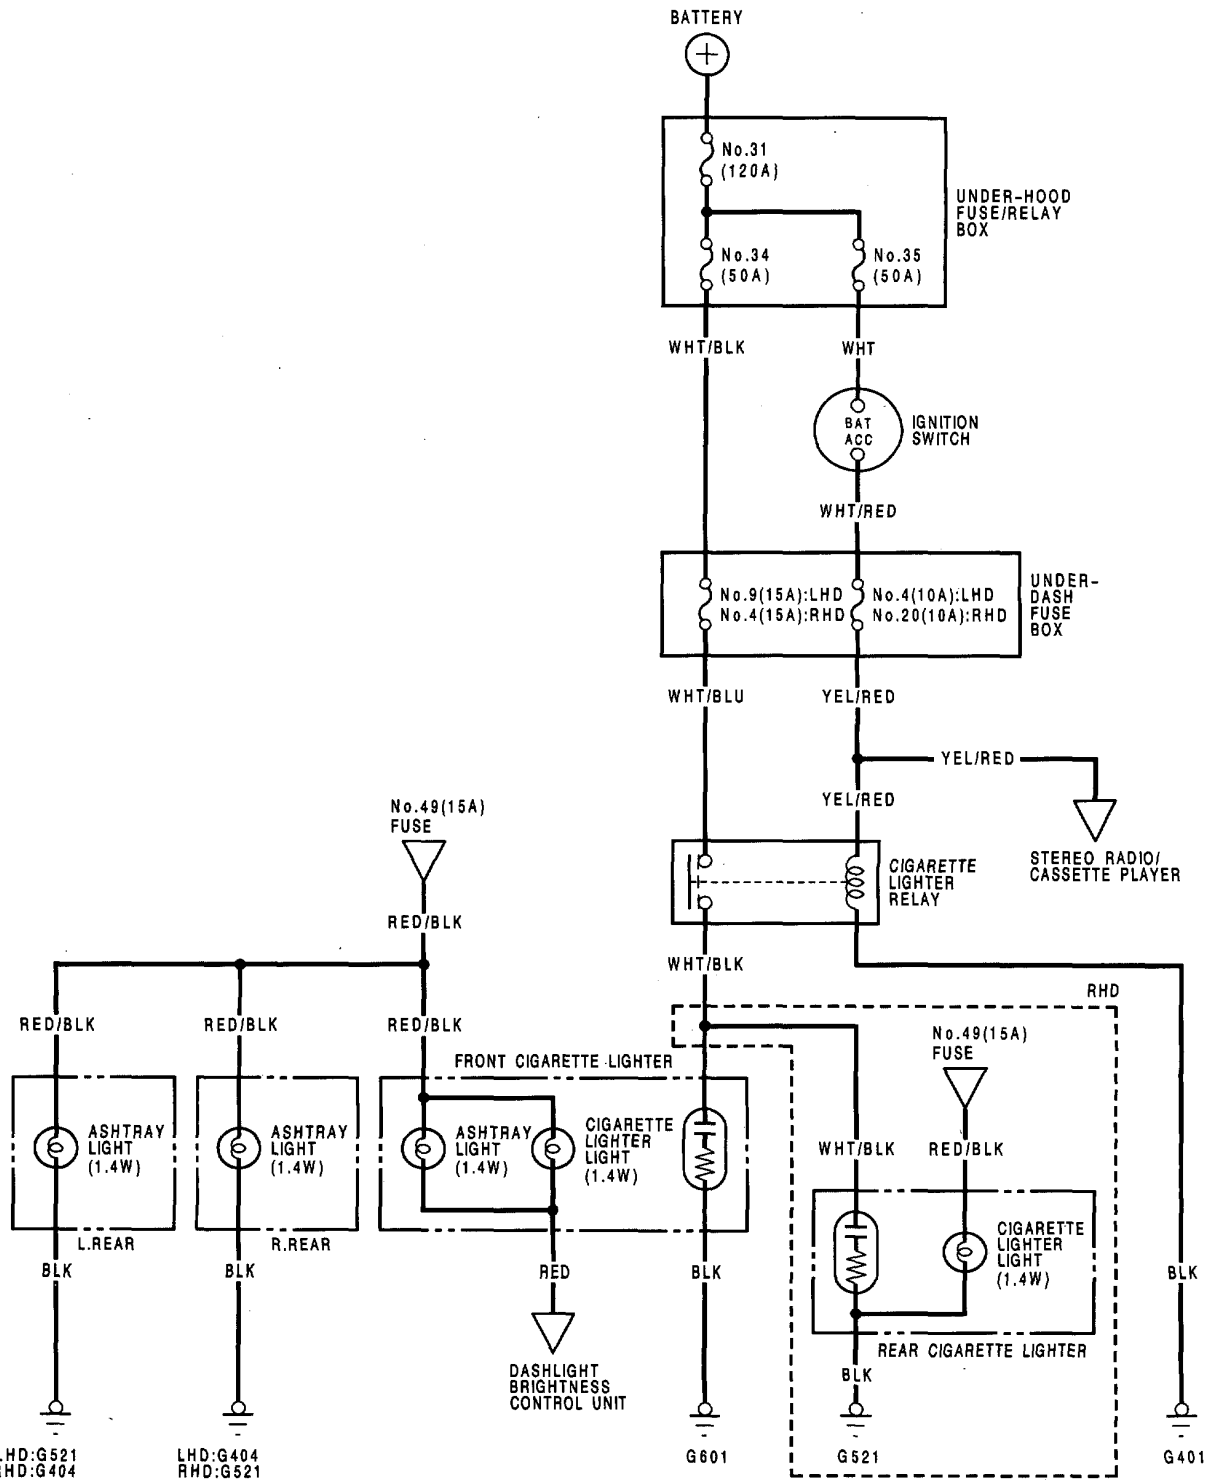 BATTERY
+
No.31
(120A)
UNDER-HOOD
FUSE/RELAY
BOX
No.34
(50A)
No.35
(50A)
WHT/BLK
WHT
BAT
ACC
IGNITION
SWITCH
WHT/RED
No.9(15A):LHD
No.4(15A):RHD
No.4(10A):LHD
No.20(10A):RHD
UNDER-
DASH
FUSE
BOX
WHT/BLU
YEL/RED
YEL/RED
YEL/RED
STEREO RADIO/
CASSETTE PLAYER
No.49(15A)
FUSE
CIGARETTE
LIGHTER
RELAY
RED/BLK
WHT/BLK
RHD
RED/BLK
RED/BLK
RED/BLK
No.49(15A)
FUSE
FRONT CIGARETTE LIGHTER
ASHTRAY
LIGHT
(1.4W)
ASHTRAY
LIGHT
(1.4W)
ASHTRAY
LIGHT
(1.4W)
CIGARETTE
LIGHTER
LIGHT
(1.4W)
WHT/BLK
RED/BLK
L.REAR
R.REAR
CIGARETTE
LIGHTER
LIGHT
(1.4W)
BLK
BLK
RED
BLK
BLK
REAR CIGARETTE LIGHTER
DASHLIGHT
BRIGHTNESS
CONTROL UNIT
BLK
LHD:G521
RHD:G404
LHD:G404
RHD:G521
G601
G521
G401